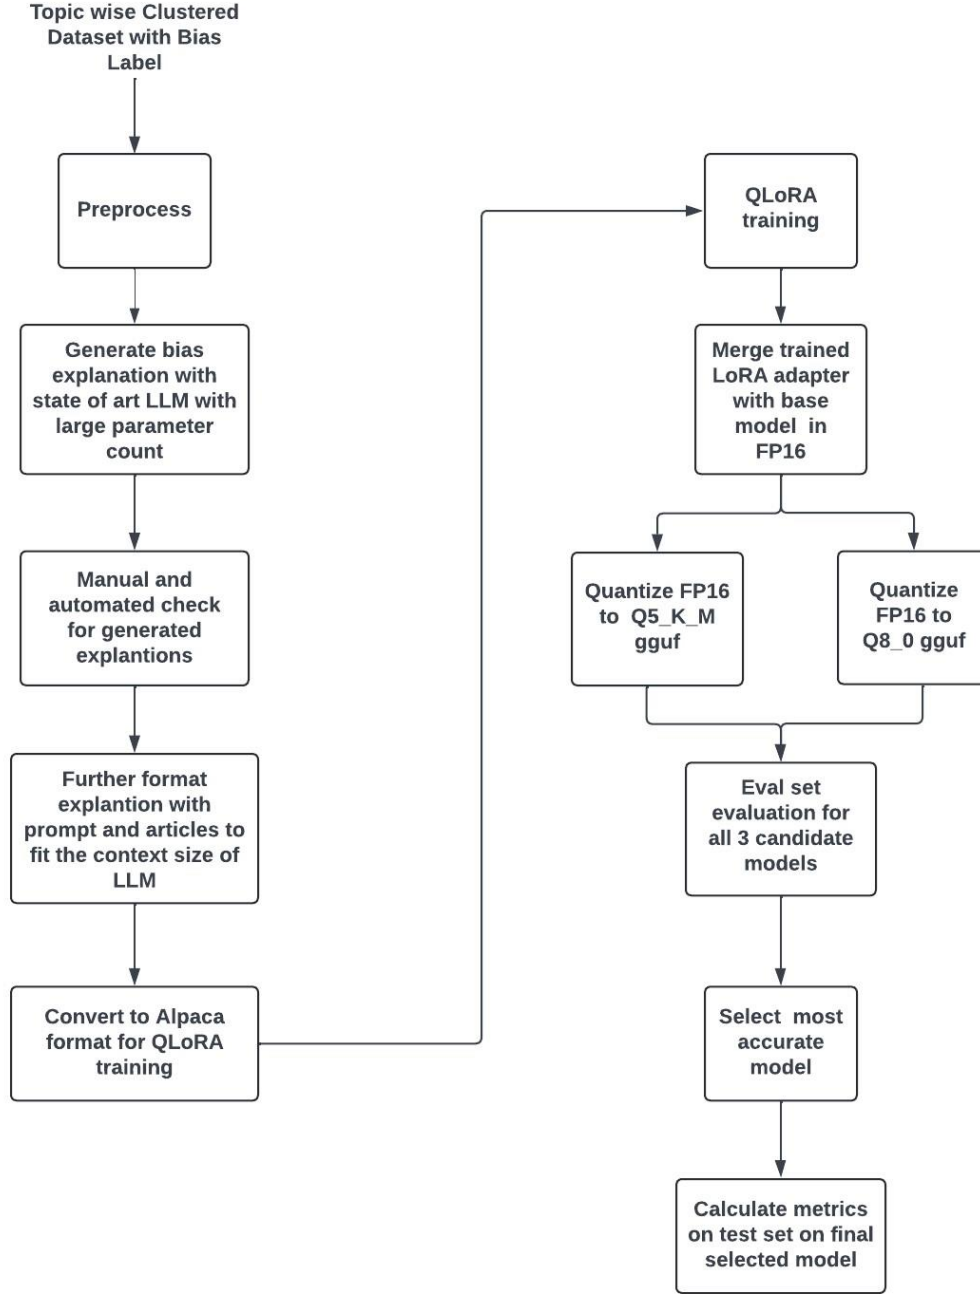 Topic wise Clustered
Dataset with Bias
Label
Preprocess
Generate bias
explanation with
state of art LLM with
large parameter
count
Manual and
automated check
for generated
explantions
Further format
explantion with
prompt and articles to
fit the context size of
LLM
Convert to Alpaca
format for QLoRA
training
QLoRA
training
Merge trained
LoRA adapter
with base
model in
FP16
Quantize FP16
to Q5_K_M
gguf
Quantize
FP16 to
Q8_0 gguf
Eval set
evaluation for
all 3 candidate
models
Select most
accurate
model
Calculate metrics
on test set on final
selected model